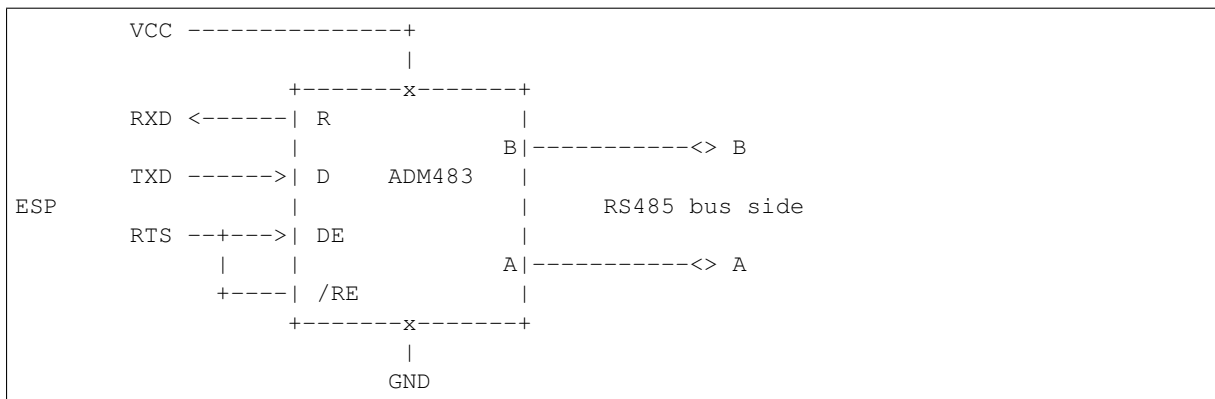 VCC ---------------+
|
+-------x-------+
RXD <------| R |
| B|-----------<> B
TXD ------>| D ADM483 |
ESP | | RS485 bus side
RTS --+--->| DE |
| | A|-----------<> A
+----| /RE |
+-------x-------+
|
GND